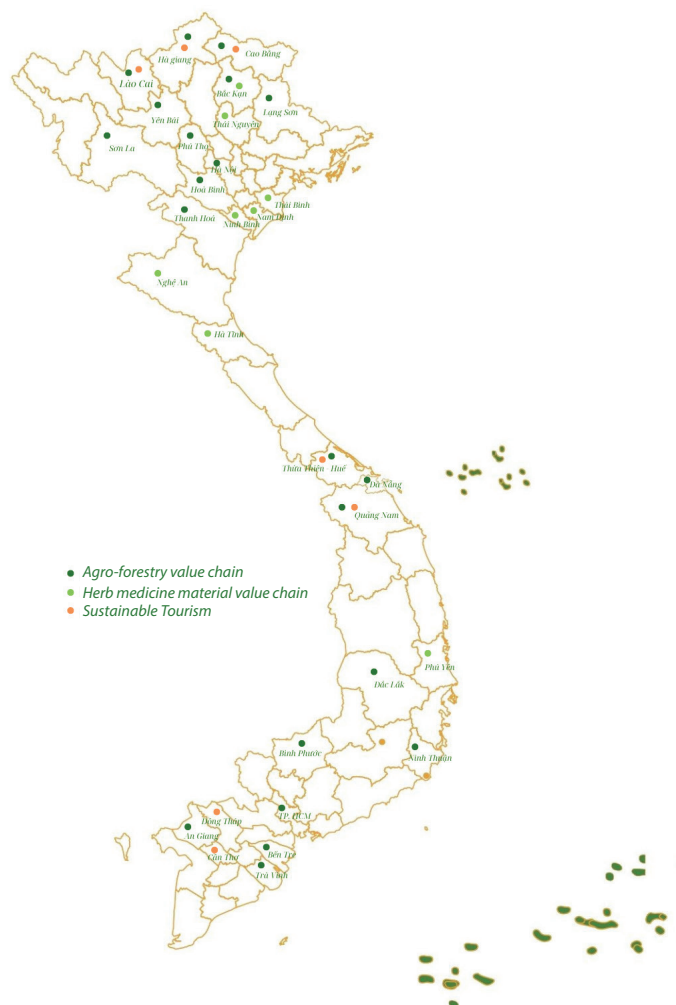 Hà giang
Cao Bằng
Lào Cai
Bắc Kạn
Lạng Sơn
Yên Bái
Thái Nguyên
Sơn La
Phú Thọ
Hà Nội
Hoà Bình
Thái Bình
Thanh Hoá
Nam Định
Ninh Bình
Nghệ An
Hà Tĩnh
Thừa Thiên Huế
Đà Nẵng
Quảng Nam
Agro-forestry value chain
Herb medicine material value chain
Sustainable Tourism
Phú Yên
Đắc Lắk
Bình Phước
Ninh Thuận
TP. HCM
Đồng Tháp
An Giang
Cần Thơ
Bến Tre
Trà Vinh